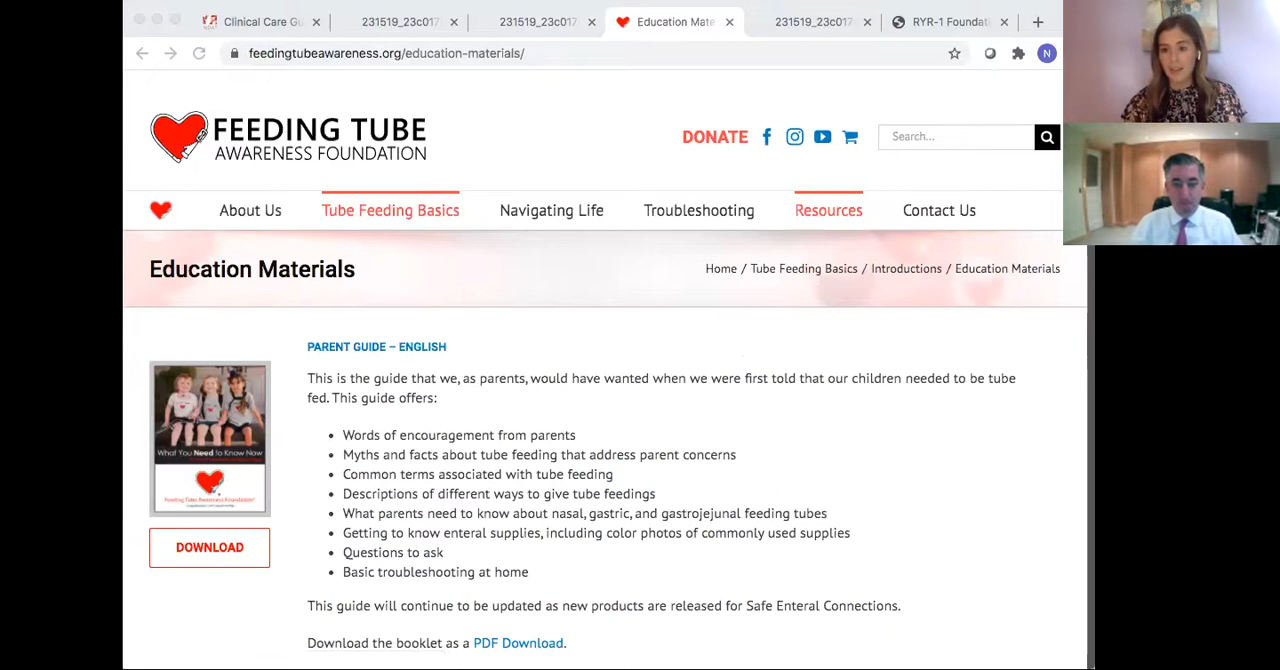 Clinical Care Gu
231519_23c017
231519_23c017
Education Mate
231519_23c017
RYR-1 Foundati
feedingtubeawareness.org/education-materials/
N
FEEDING TUBE
AWARENESS FOUNDATION
DONATE
Search...
About Us
Tube Feeding Basics
Navigating Life
Troubleshooting
Resources
Contact Us
Education Materials
Home / Tube Feeding Basics / Introductions / Education Materials
PARENT GUIDE – ENGLISH
This is the guide that we, as parents, would have wanted when we were first told that our children needed to be tube
fed. This guide offers:
• Words of encouragement from parents
• Myths and facts about tube feeding that address parent concerns
• Common terms associated with tube feeding
• Descriptions of different ways to give tube feedings
• What parents need to know about nasal, gastric, and gastrojejunal feeding tubes
• Getting to know enteral supplies, including color photos of commonly used supplies
• Questions to ask
• Basic troubleshooting at home
This guide will continue to be updated as new products are released for Safe Enteral Connections.
Download the booklet as a PDF Download.
What You Need to Know Now
Feeding Tube Awareness Foundation
DOWNLOAD